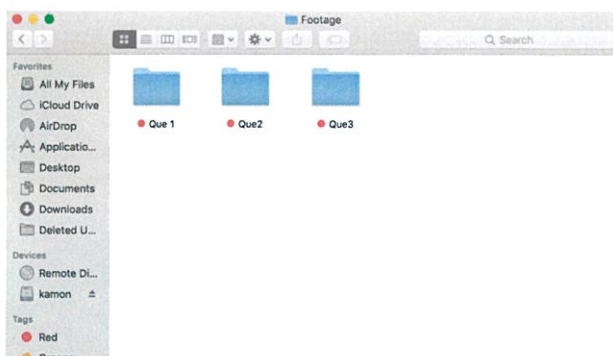 Footage
Search
Favorites
All My Files
iCloud Drive
AirDrop
Applicatio...
Desktop
Documents
Downloads
Deleted U...
Devices
Remote Di...
kamon
Tags
Red
Que 1
Que2
Que3